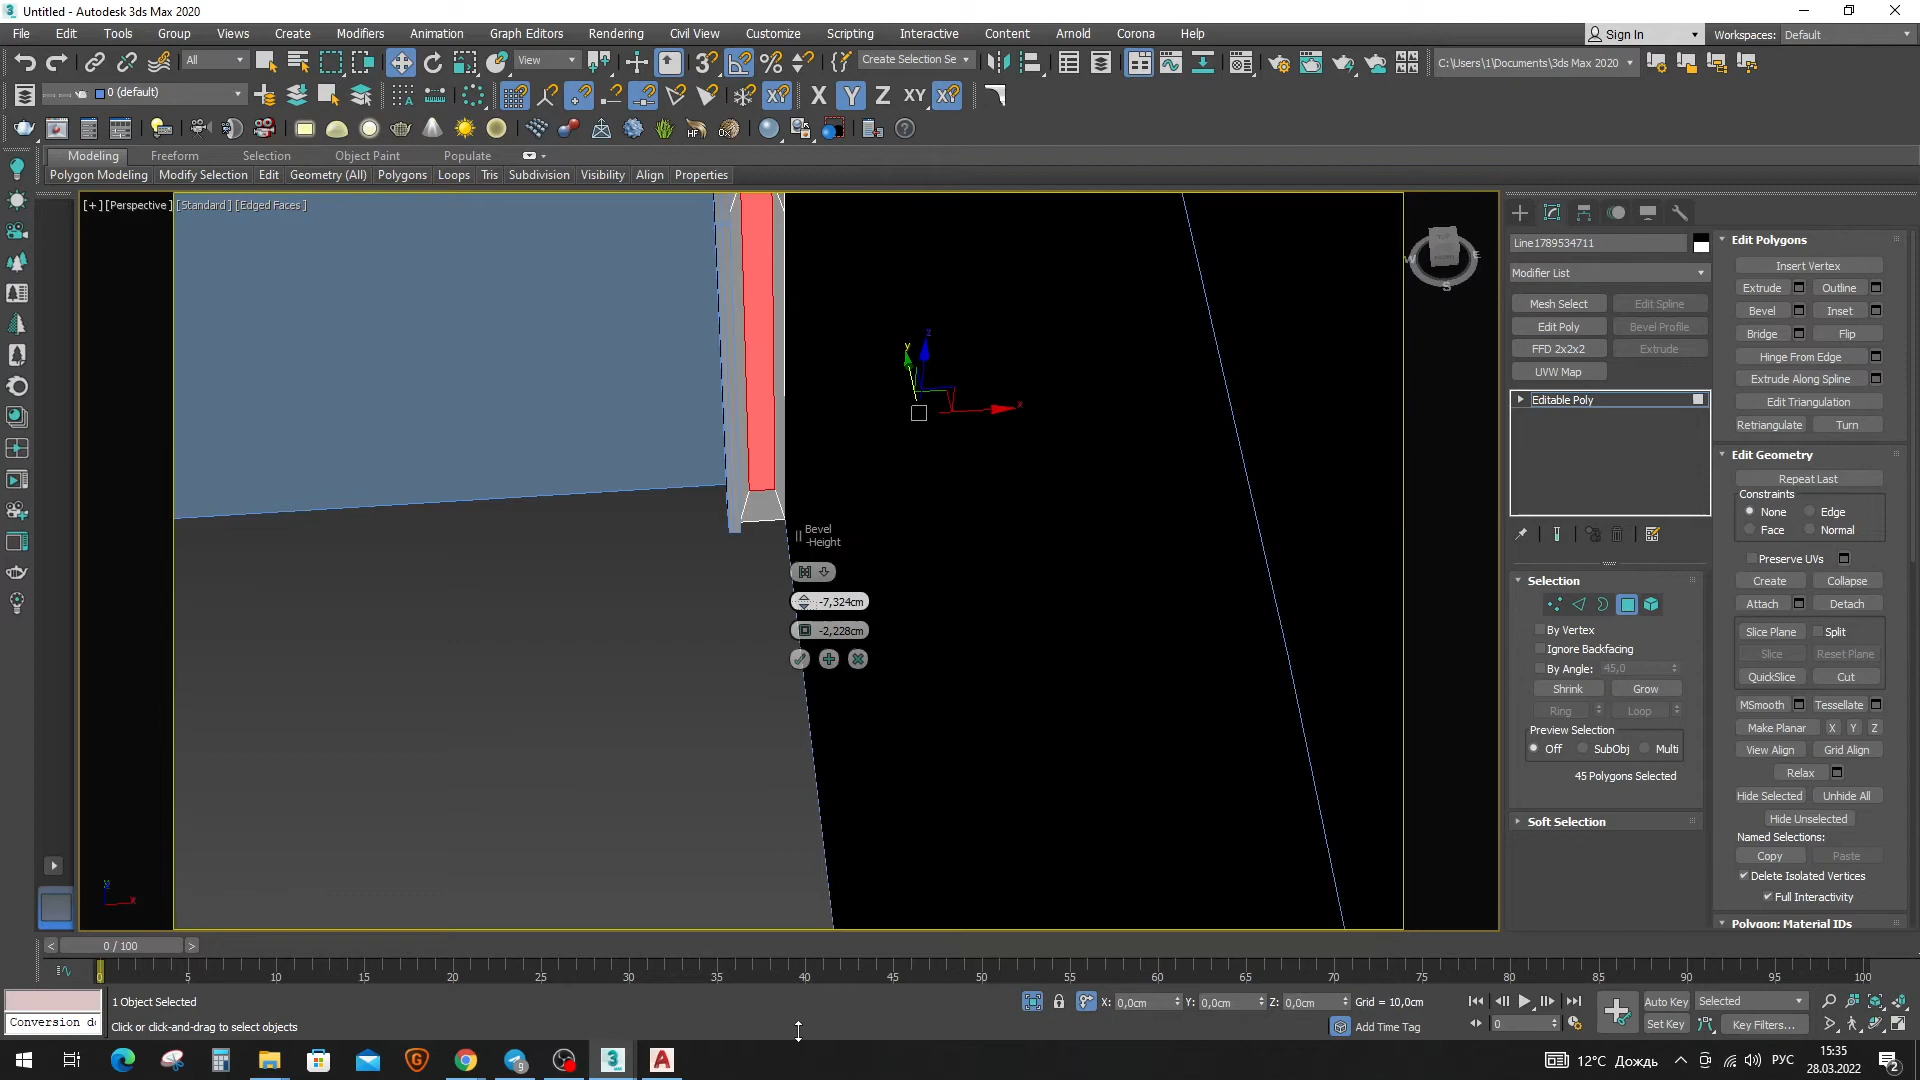 Untitled - Autodesk 3ds Max 2020
File Edit Tools Group Views Create Modifiers Animation Graph Editors Rendering Civil View Customize Scripting Interactive Content Arnold Corona Help
Sign In Workspaces: Default
All View Create Selection Se C:\Users\1\Documents\3ds Max 2020
0 (default) X Y Z XY
Modeling Freeform Selection Object Paint Populate
Polygon Modeling Modify Selection Edit Geometry (All) Polygons Loops Tris Subdivision Visibility Align Properties
[+] [Perspective] [Standard] [Edged Faces]
Line1789534711
Modifier List
Mesh Select Edit Spline
Edit Poly Bevel Profile
FFD 2x2x2 Extrude
UVW Map
Editable Poly
Selection
By Vertex
Ignore Backfacing
By Angle: 45,0
Shrink Grow
Ring Loop
Preview Selection
Off SubObj Multi
45 Polygons Selected
Soft Selection
Edit Polygons
Insert Vertex
Extrude Outline
Bevel Inset
Bridge Flip
Hinge From Edge
Extrude Along Spline
Edit Triangulation
Retriangulate Turn
Edit Geometry
Repeat Last
Constraints
None Edge
Face Normal
Preserve UVs
Create Collapse
Attach Detach
Slice Plane Split
Slice Reset Plane
QuickSlice Cut
MSmooth Tessellate
Make Planar X Y Z
View Align Grid Align
Relax
Hide Selected Unhide All
Hide Unselected
Named Selections:
Copy Paste
Delete Isolated Vertices
Full Interactivity
Polygon: Material IDs
Bevel
-Height
-7,324cm
-2,228cm
W E S
z y x
0 / 100
0 5 10 15 20 25 30 35 40 45 50 55 60 65 70 75 80 85 90 95 100
1 Object Selected
Click or click-and-drag to select objects
X: 0,0cm Y: 0,0cm Z: 0,0cm Grid = 10,0cm
Add Time Tag
0
Auto Key Selected
Set Key Key Filters...
12°C Дождь РУС 15:35
28.03.2022
2